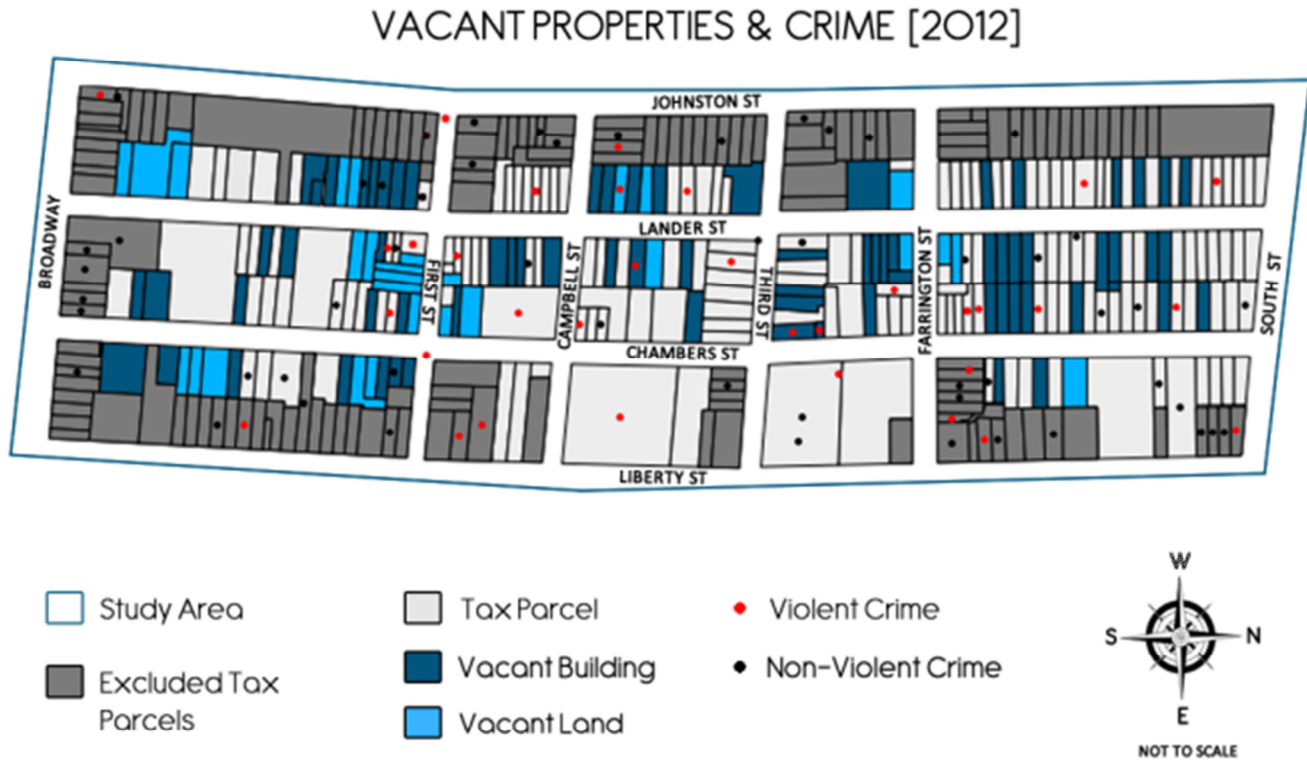 VACANT PROPERTIES & CRIME [2012]
JOHNSTON ST
LANDER ST
BROADWAY
FIRST ST
CAMPBELL ST
THIRD ST
FARRINGTON ST
SOUTH ST
CHAMBERS ST
LIBERTY ST
Study Area
Excluded Tax
Parcels
Tax Parcel
Vacant Building
Vacant Land
Violent Crime
Non-Violent Crime
W
S
N
E
NOT TO SCALE